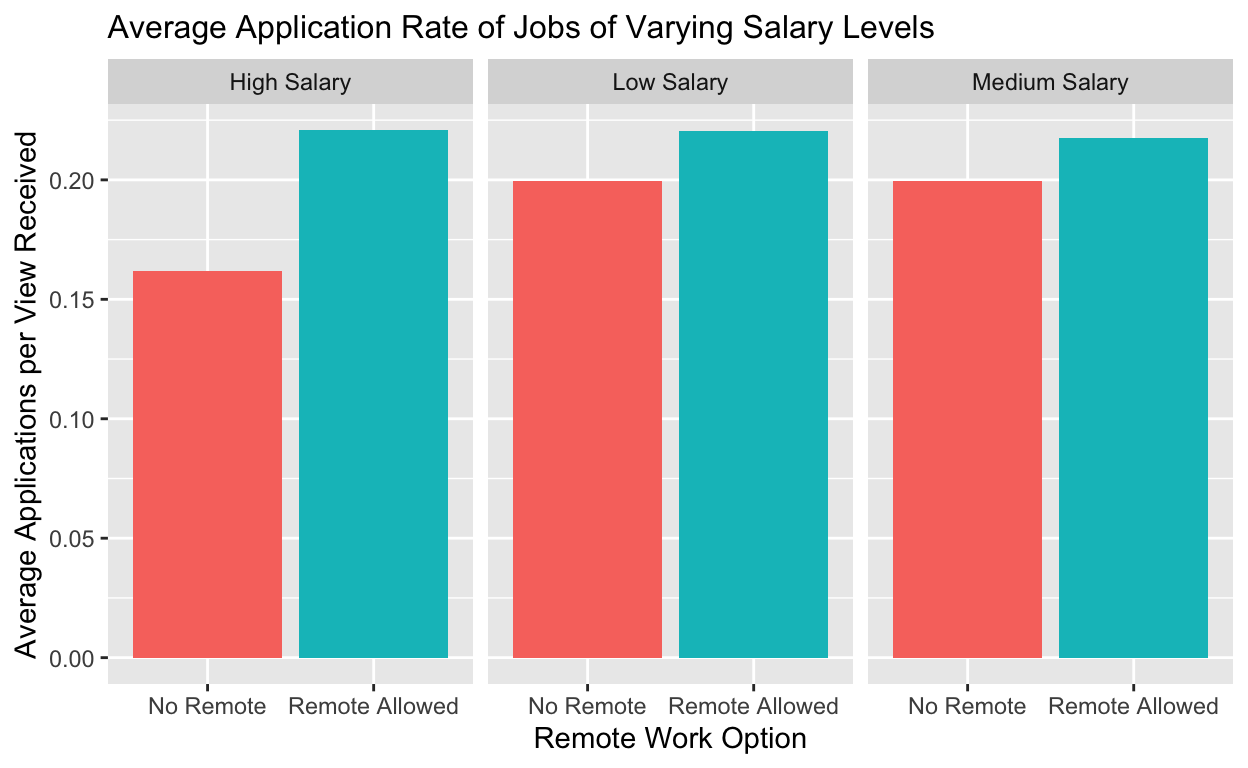 Average Application Rate of Jobs of Varying Salary Levels
High Salary
Low Salary
Medium Salary
Average Applications per View Received
0.20
0.15
0.10
0.05
0.00
No Remote
Remote Allowed
No Remote
Remote Allowed
No Remote
Remote Allowed
Remote Work Option